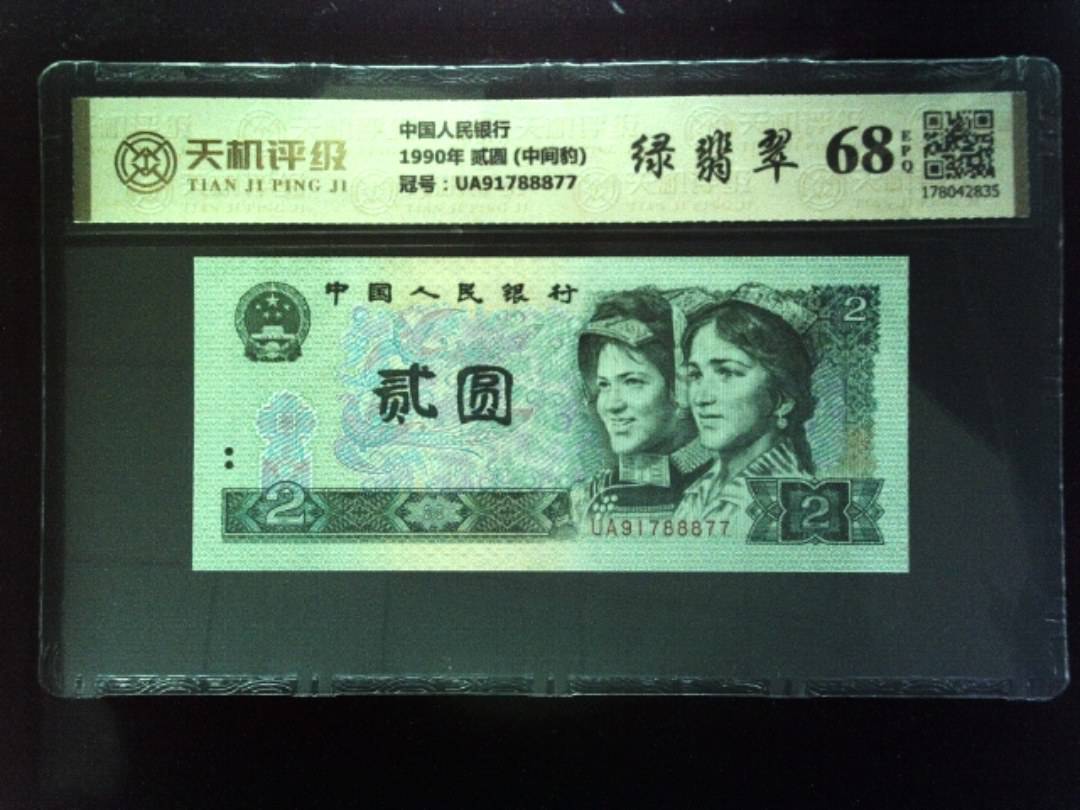 天机评级
TIAN JI PING JI
中国人民银行
1990年 贰圆 (中间豹)
冠号：UA91788877
绿翡翠
68
EPQ
178042835
中国人民银行
2
贰圆
2
UA91788877
2